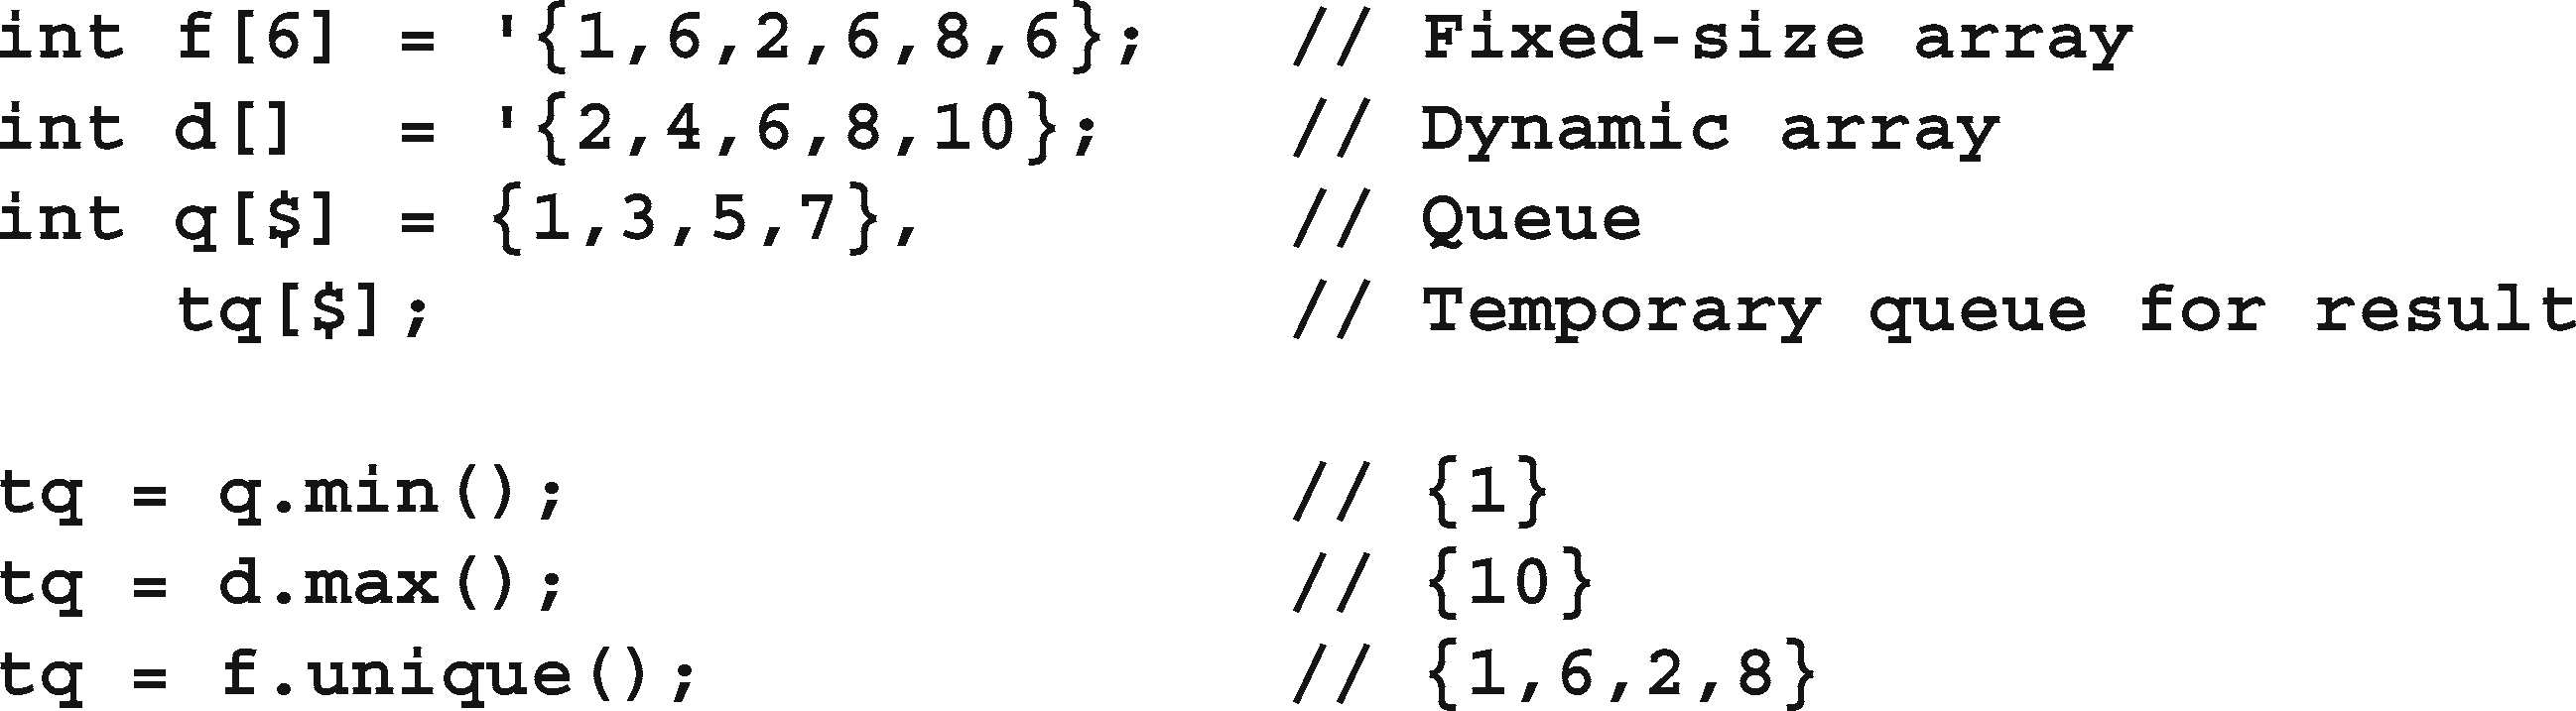 int f[6] = '{1,6,2,6,8,6};   // Fixed-size array
int d[]  = '{2,4,6,8,10};    // Dynamic array
int q[$] = {1,3,5,7},        // Queue
    tq[$];                   // Temporary queue for result
tq = q.min();                // {1}
tq = d.max();                // {10}
tq = f.unique();             // {1,6,2,8}